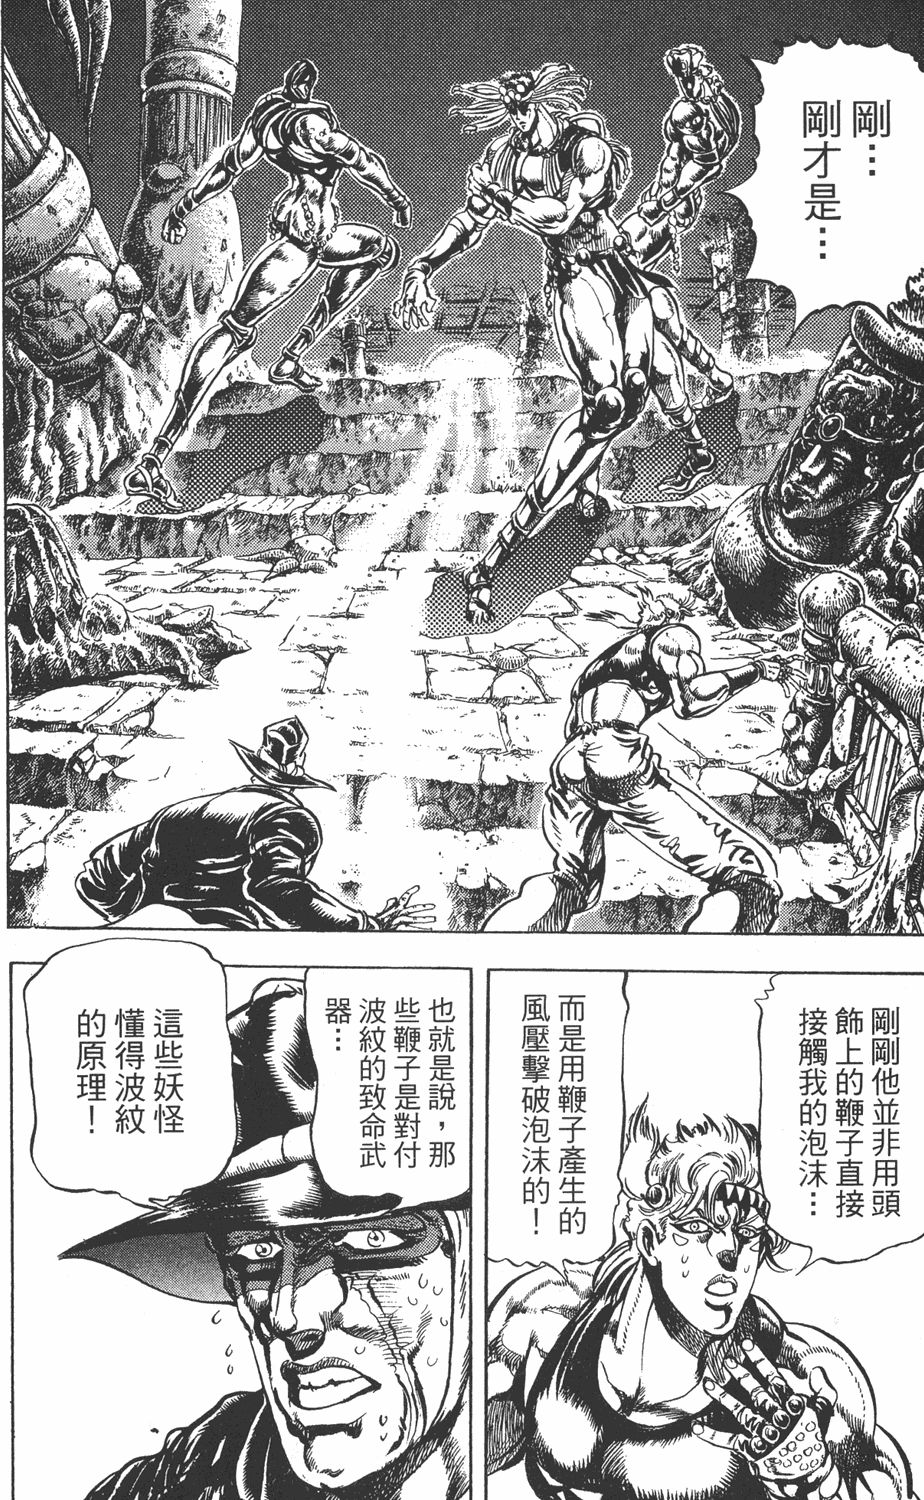 剛…
剛才是…
剛剛他並非用頭
飾上的鞭子直接
接觸我的泡沫…
而是用鞭子產生的
風壓擊破泡沫的！
也就是說，那
些鞭子是對付
波紋的致命武
器…
這些妖怪
懂得波紋
的原理！